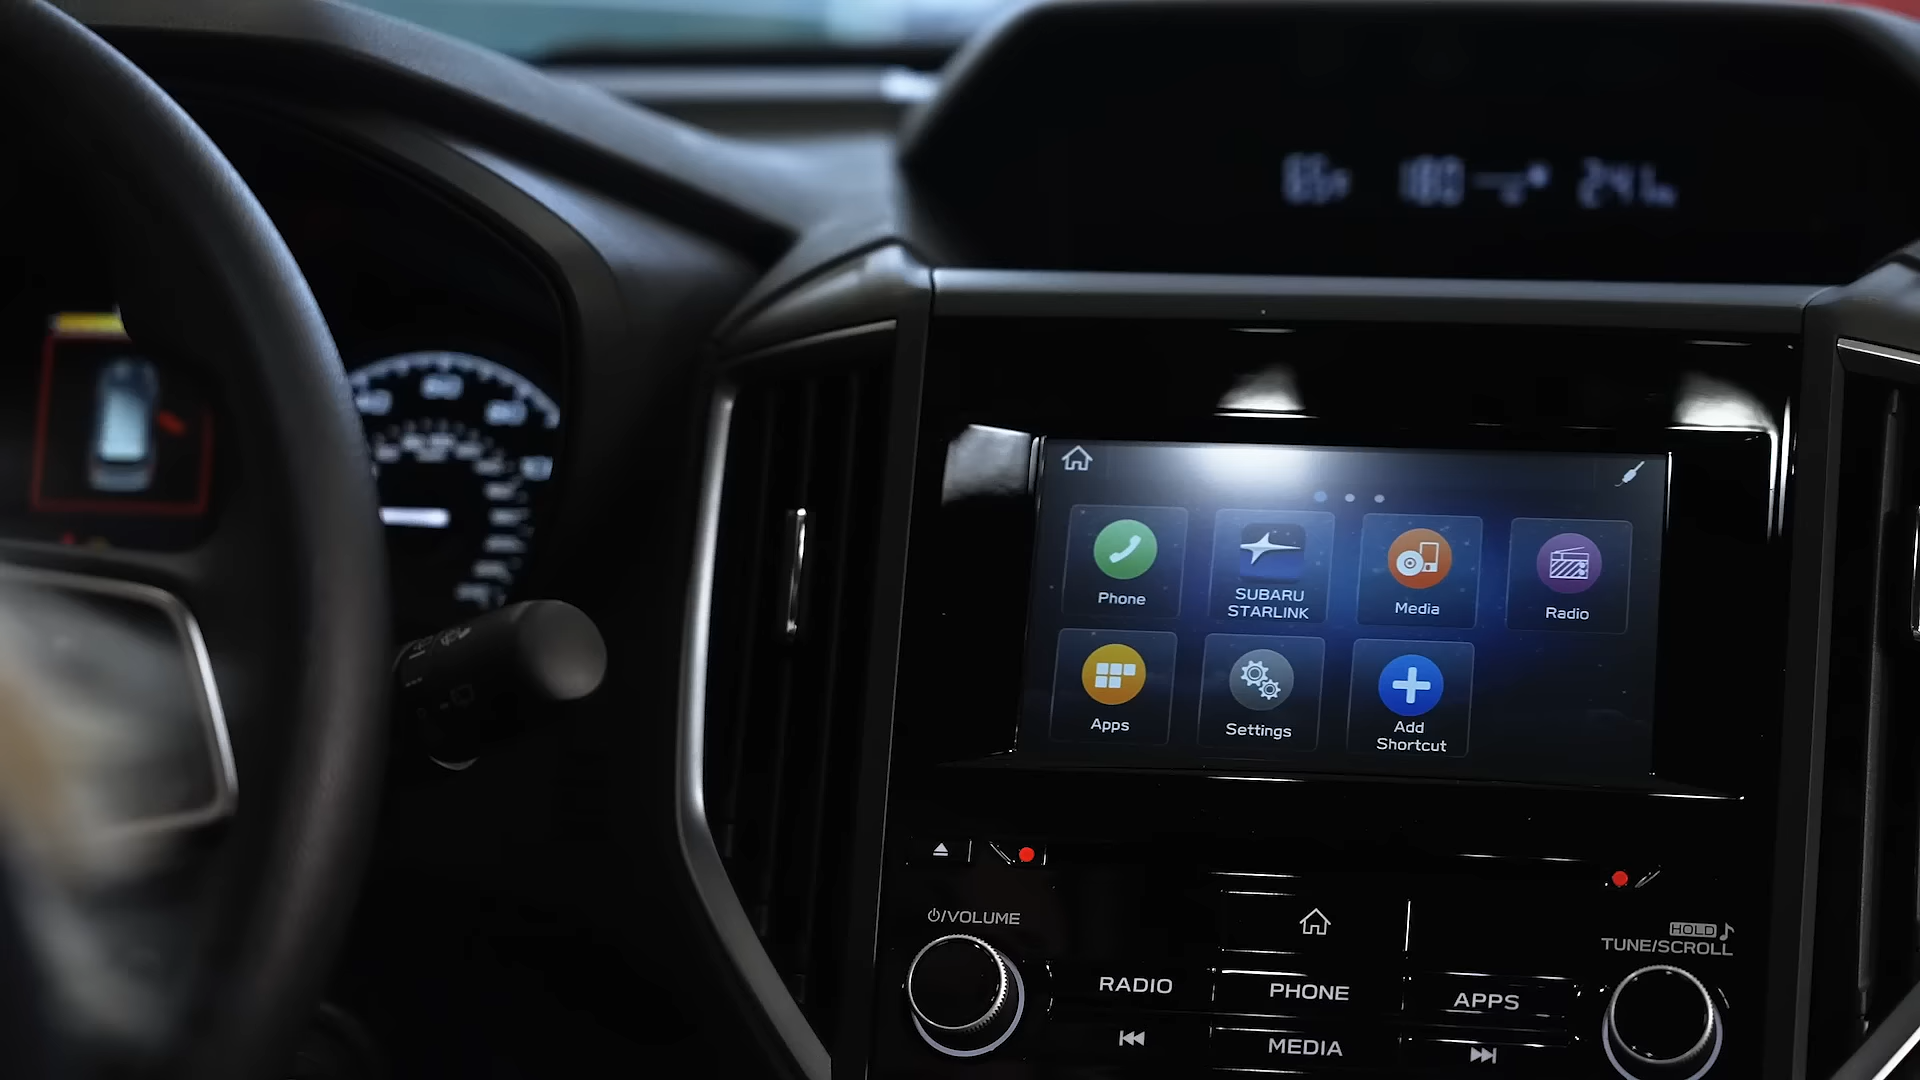 Phone
SUBARU
STARLINK
Media
Radio
Apps
Settings
Add
Shortcut
/VOLUME
HOLD
TUNE/SCROLL
RADIO
PHONE
APPS
MEDIA